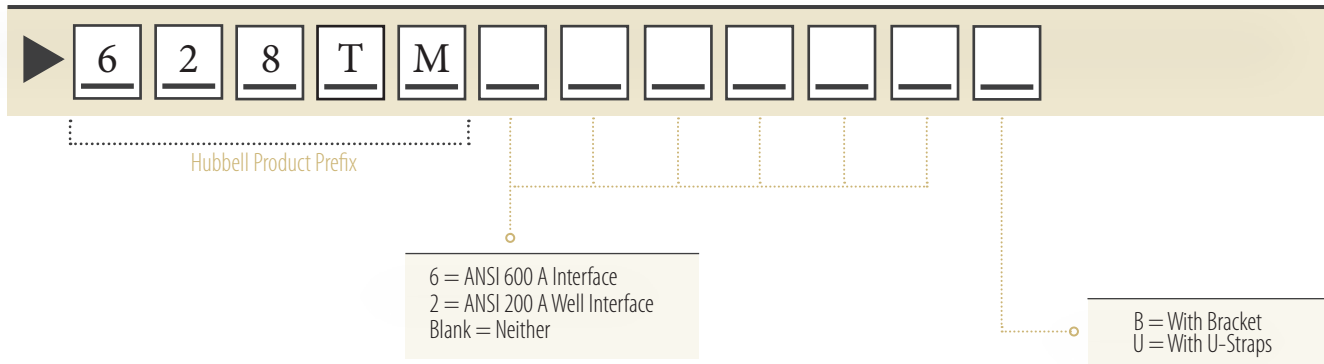 6 2 8 T M
Hubbell Product Prefix
6 = ANSI 600 A Interface
2 = ANSI 200 A Well Interface
Blank = Neither
B = With Bracket
U = With U-Straps